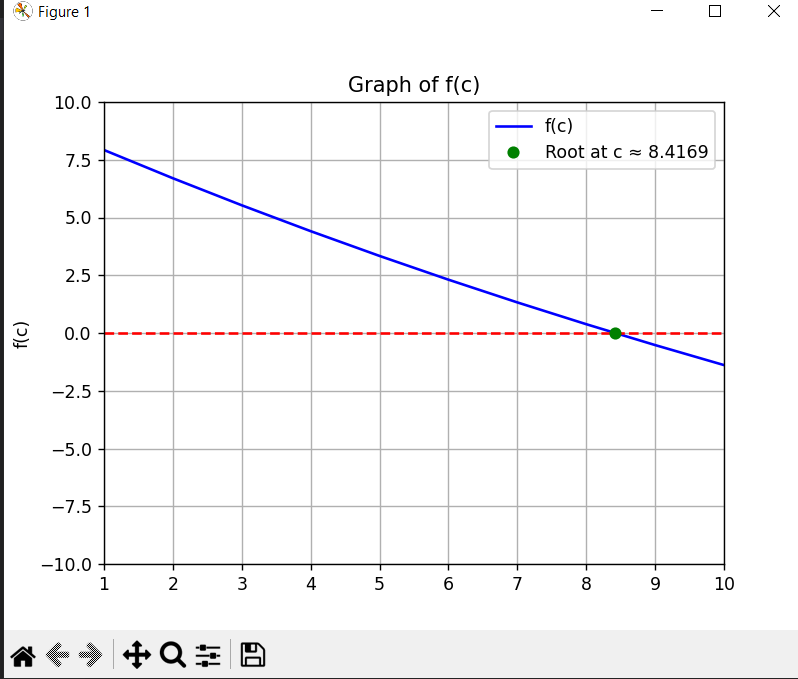 Figure 1
Graph of f(c)
f(c)
Root at c ≈ 8.4169
10.0
7.5
5.0
2.5
0.0
−2.5
−5.0
−7.5
−10.0
f(c)
1 2 3 4 5 6 7 8 9 10